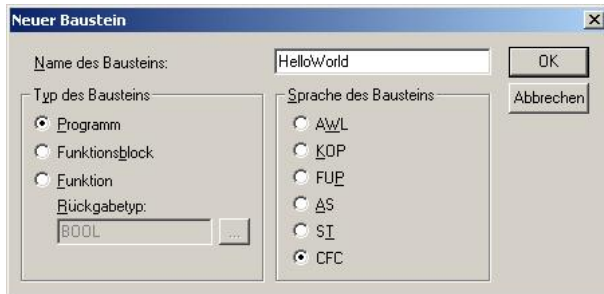 Neuer Baustein
Name des Bausteins:
HelloWorld
OK
Abbrechen
Typ des Bausteins
Programm
Funktionsblock
Funktion
Rückgabetyp:
BOOL
...
Sprache des Bausteins
AWL
KOP
FUP
AS
ST
CFC